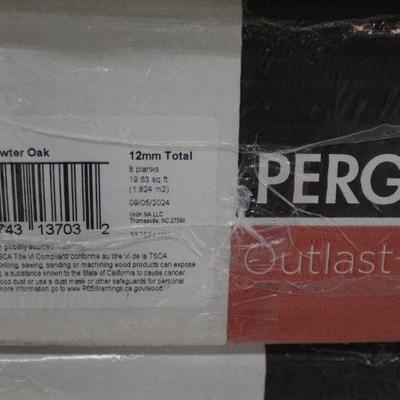 wter Oak
12mm Total
8 planks
19.63 sq ft.
(1.824 m2)
09/05/2024
Unilin NA LLC
Thomasville, NC 27360
743 13703 2
globally sourced
TSCA Title VI Compliant/ conforme au titre VI de la TSCA
Drilling, sawing, sanding or machining wood products can expose
, a substance known to the State of California to cause cancer.
ood dust or use a dust mask or other safeguards for personal
more information go to www.P65Warnings.ca.gov/wood
PERG
Outlast+